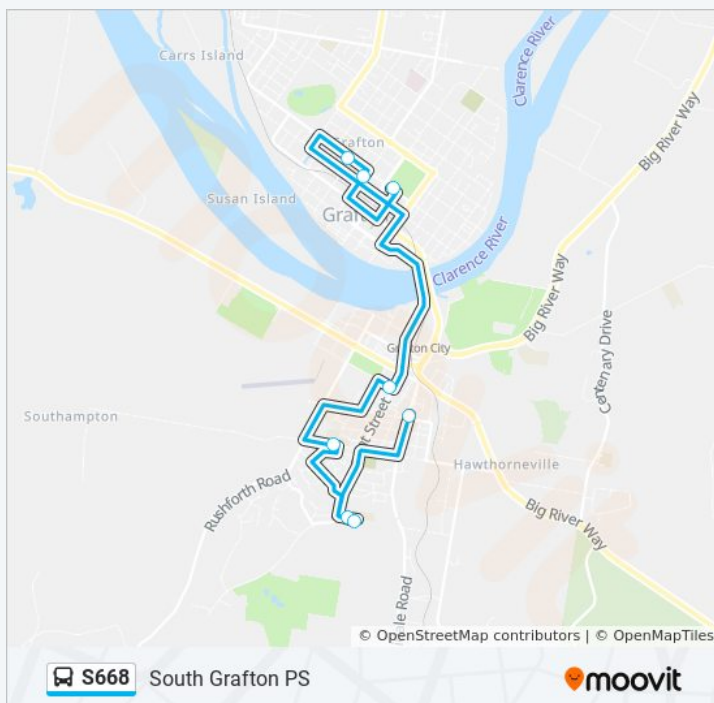 Clarence River
Carrs Island
Big River Way
Grafton
Susan Island
Graf
Clarence River
Big River Way
Grafton City
Centenary Drive
Southampton
Street
Hawthorneville
Rushforth Road
Big River Way
Road
© OpenStreetMap contributors | © OpenMapTiles
S668 South Grafton PS
moovit